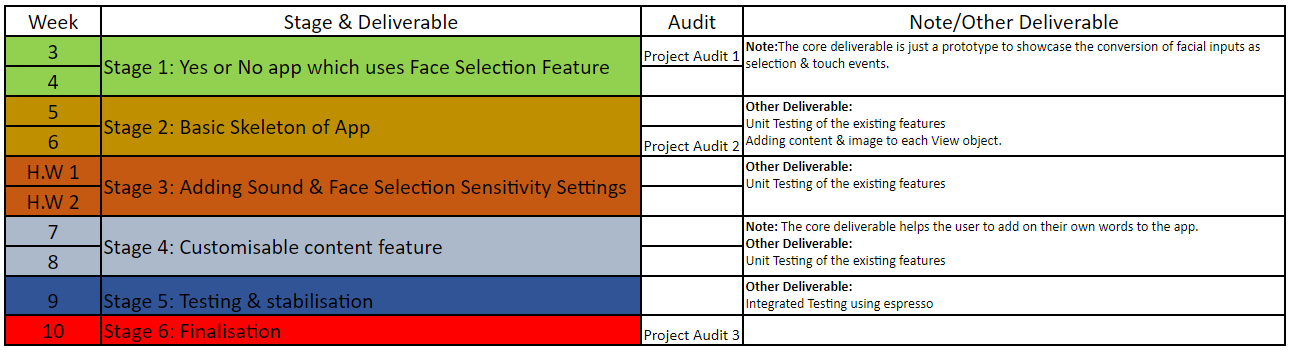 Week Stage & Deliverable Audit Note/Other Deliverable
3
4
Stage 1: Yes or No app which uses Face Selection Feature
Project Audit 1
Note:The core deliverable is just a prototype to showcase the conversion of facial inputs as
selection & touch events.
5
6
Stage 2: Basic Skeleton of App
Project Audit 2
Other Deliverable:
Unit Testing of the existing features
Adding content & image to each View object.
H.W 1
H.W 2
Stage 3: Adding Sound & Face Selection Sensitivity Settings
Other Deliverable:
Unit Testing of the existing features
7
8
Stage 4: Customisable content feature
Note: The core deliverable helps the user to add on their own words to the app.
Other Deliverable:
Unit Testing of the existing features
9
Stage 5: Testing & stabilisation
Other Deliverable:
Integrated Testing using espresso
10
Stage 6: Finalisation
Project Audit 3